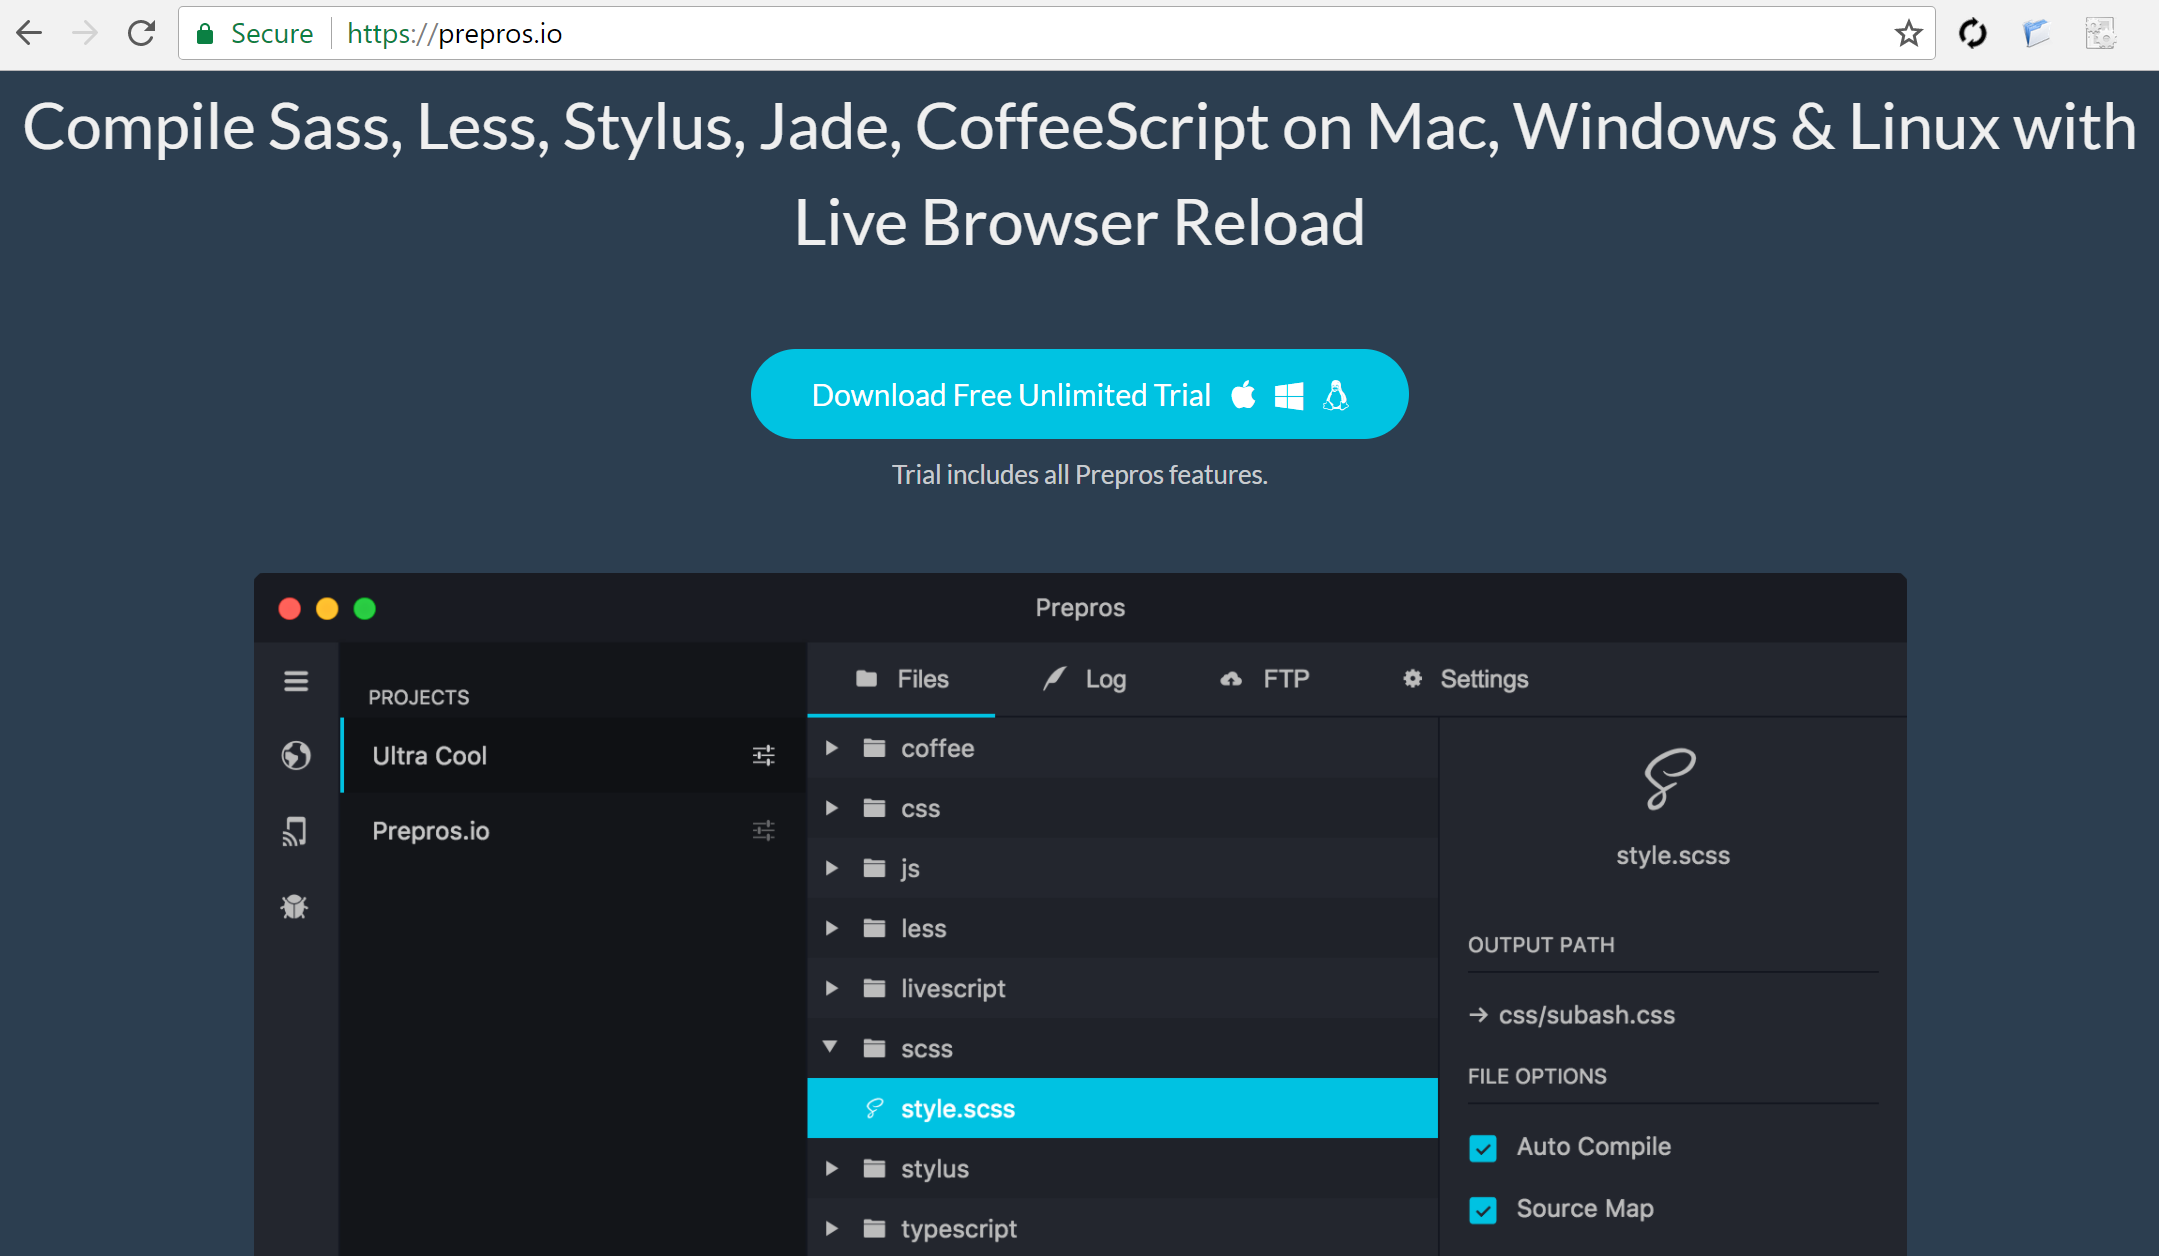 Secure https://prepros.io
Compile Sass, Less, Stylus, Jade, CoffeeScript on Mac, Windows & Linux with
Live Browser Reload
Download Free Unlimited Trial
Trial includes all Prepros features.
Prepros
PROJECTS
Ultra Cool
Prepros.io
Files Log FTP Settings
coffee
css
js
less
livescript
scss
style.scss
stylus
typescript
style.scss
OUTPUT PATH
→ css/subash.css
FILE OPTIONS
Auto Compile
Source Map